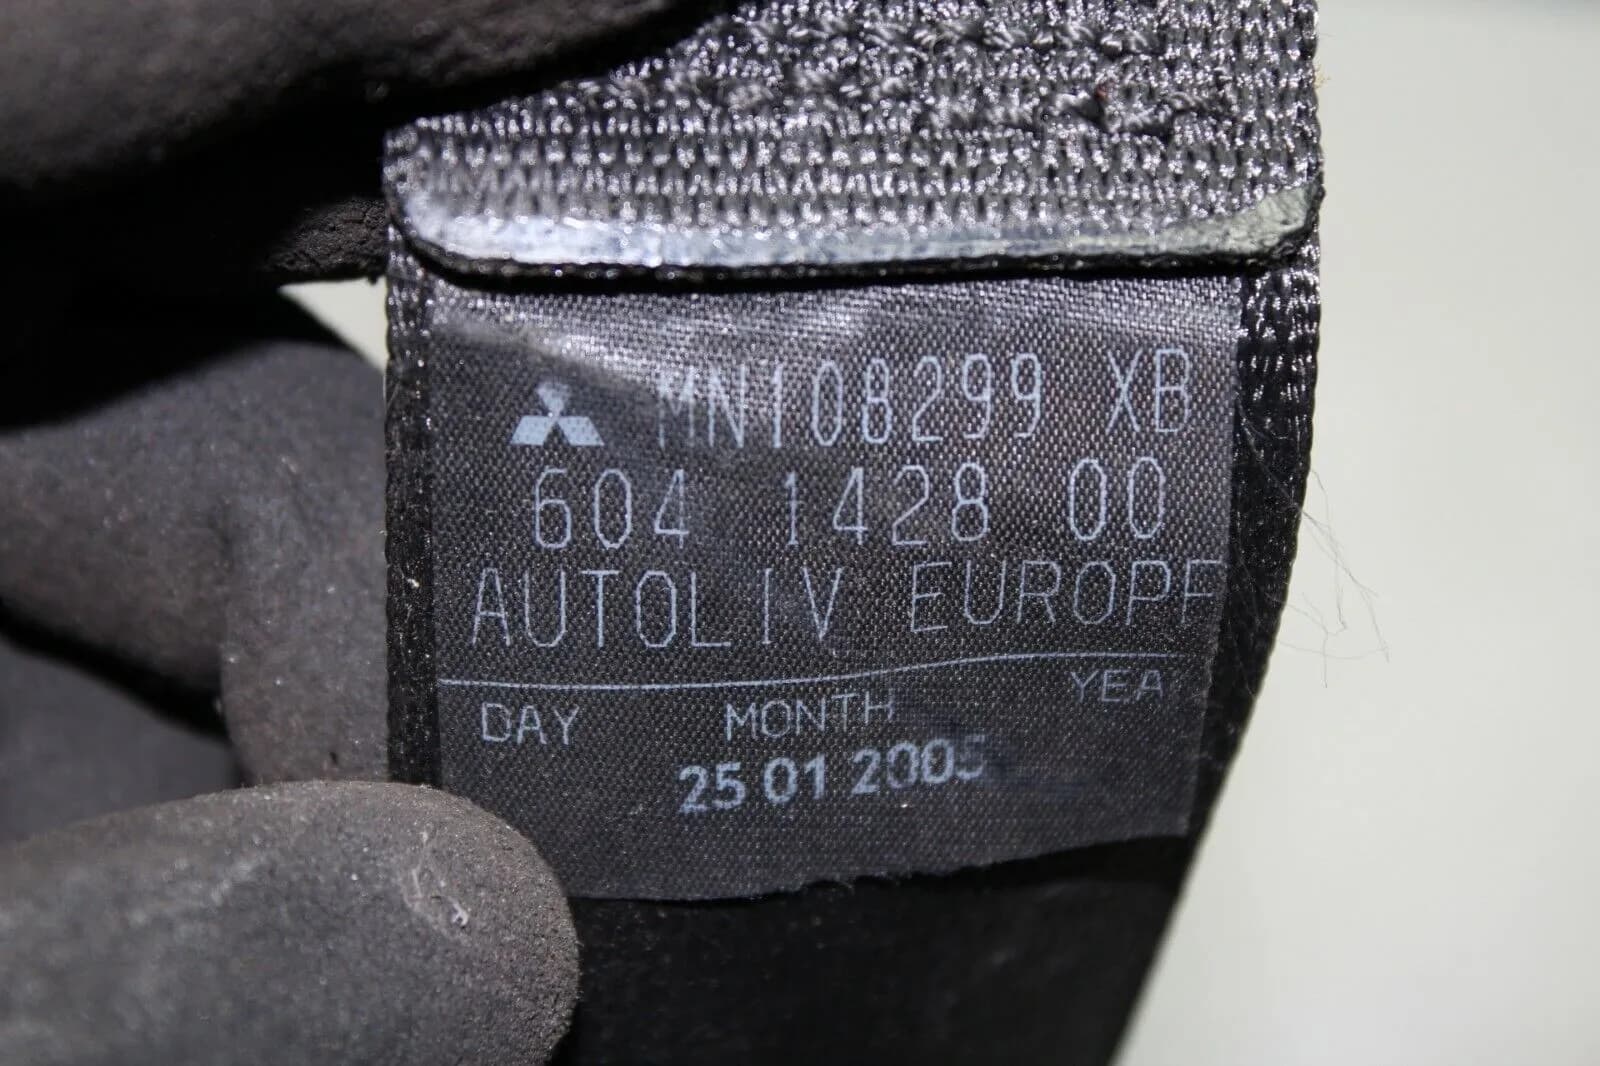 MN108299 XB
604 1428 00
AUTOLIV EUROPE
DAY MONTH YEA
25 01 2005